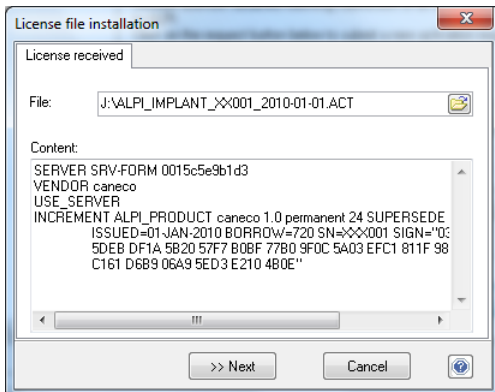 License file installation
License received
File:
J:\ALPI_IMPLANT_XX001_2010-01-01.ACT
Content:
SERVER SRV-FORM 0015c5e9b1d3
VENDOR caneco
USE_SERVER
INCREMENT ALPI_PRODUCT caneco 1.0 permanent 24 SUPERSEDE
ISSUED=01-JAN-2010 BORROW=720 SN=XXX001 SIGN="03
5DEB DF1A 5B20 57F7 B0BF 77B0 9F0C 5A03 EFC1 811F 98
C161 D6B9 06A9 5ED3 E210 4B0E"
>> Next
Cancel